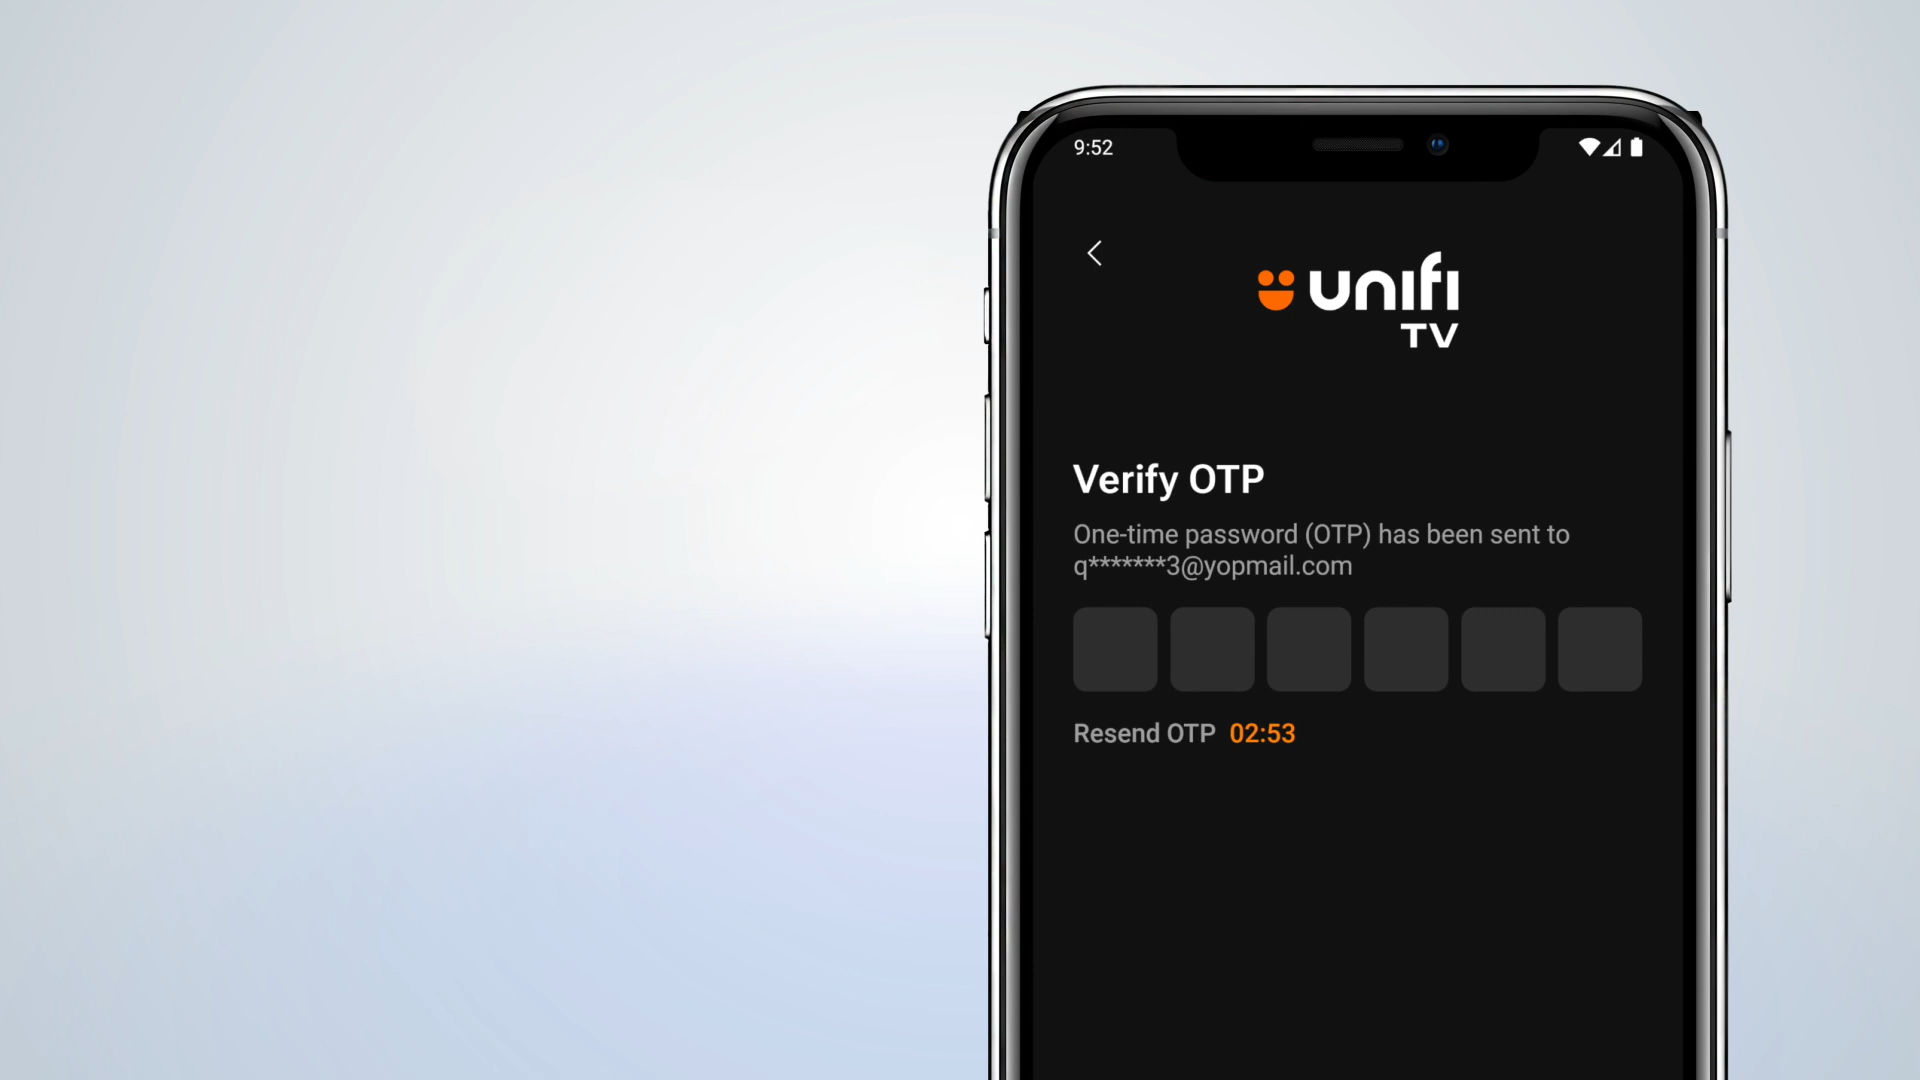 9:52
unifi
TV
Verify OTP
One-time password (OTP) has been sent to
q*******3@yopmail.com
Resend OTP 02:53